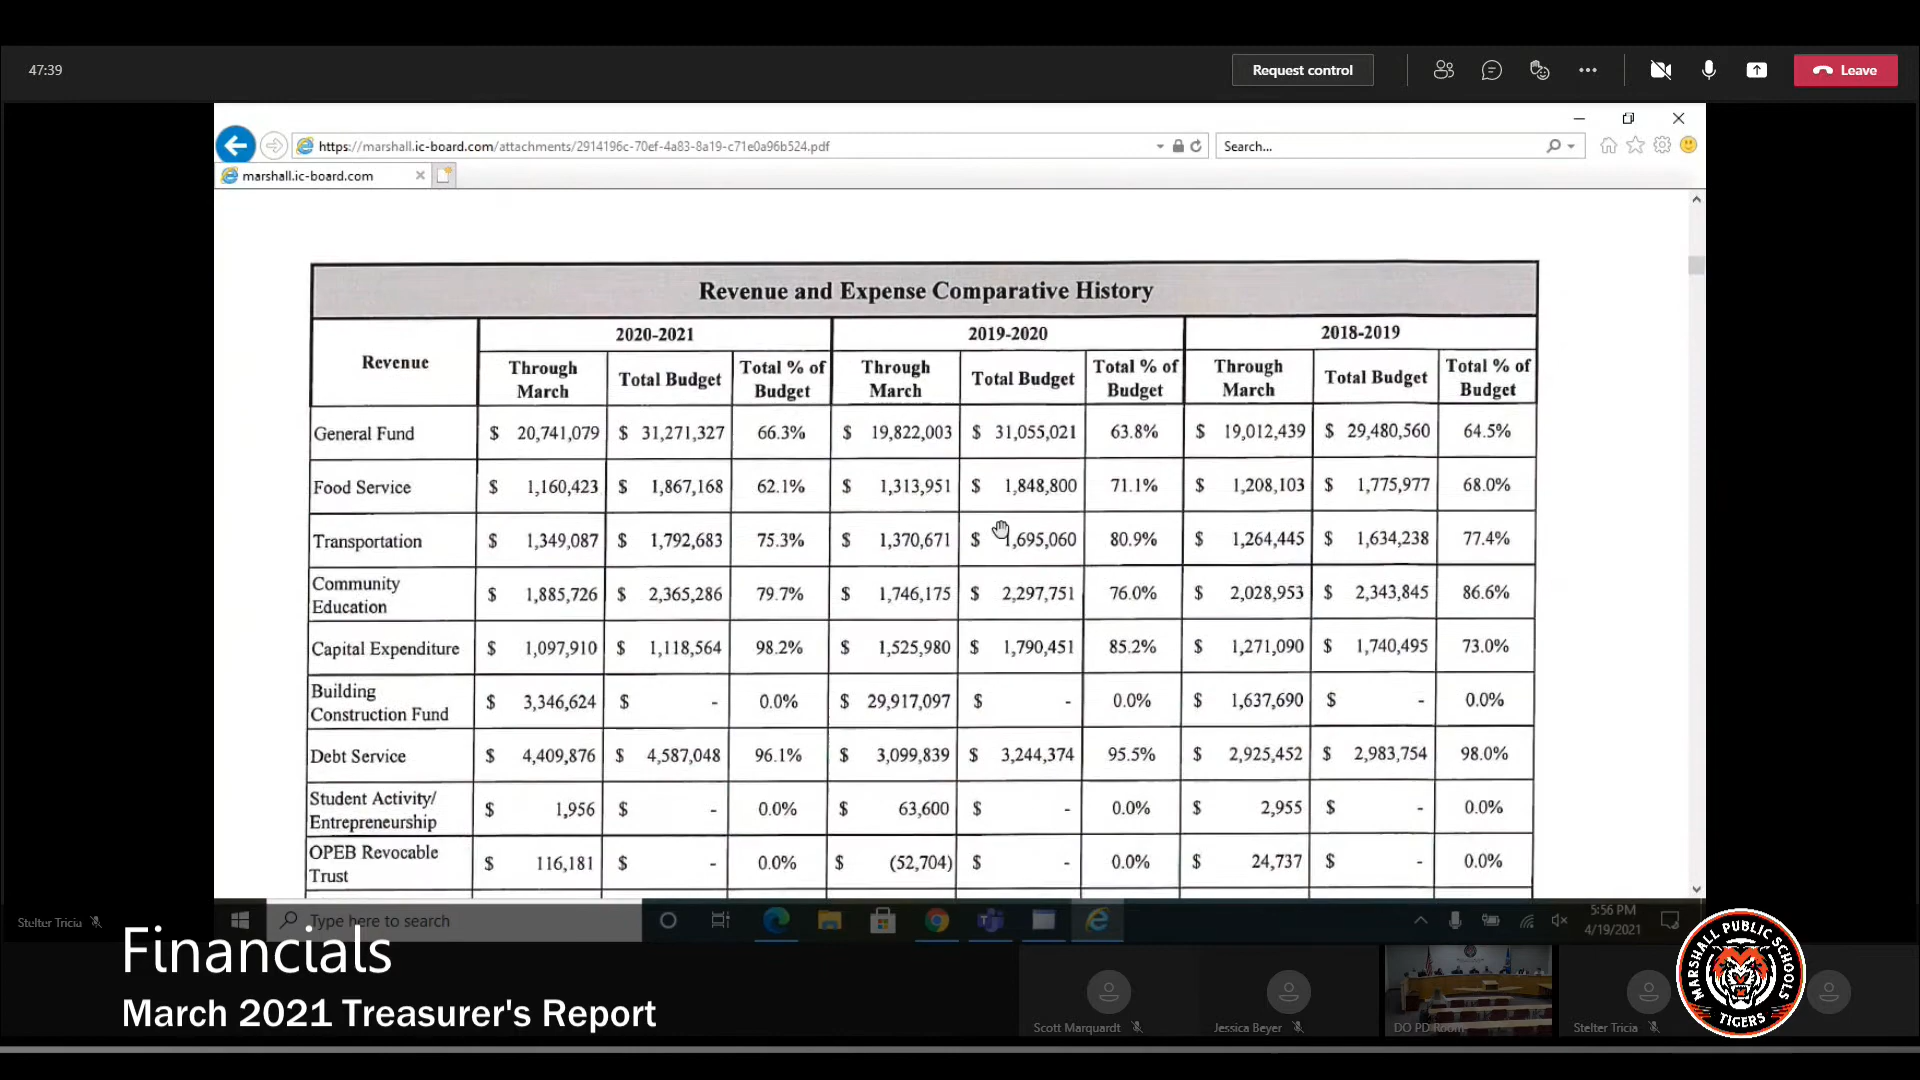 47:39
Request control
Leave
https://marshall.ic-board.com/attachments/2914196c-70ef-4a83-8a19-c71e0a96b524.pdf
Search...
marshall.ic-board.com
Revenue and Expense Comparative History
Revenue
2020-2021
2019-2020
2018-2019
Through March
Total Budget
Total % of Budget
Through March
Total Budget
Total % of Budget
Through March
Total Budget
Total % of Budget
General Fund $ 20,741,079 $ 31,271,327 66.3% $ 19,822,003 $ 31,055,021 63.8% $ 19,012,439 $ 29,480,560 64.5%
Food Service $ 1,160,423 $ 1,867,168 62.1% $ 1,313,951 $ 1,848,800 71.1% $ 1,208,103 $ 1,775,977 68.0%
Transportation $ 1,349,087 $ 1,792,683 75.3% $ 1,370,671 $ 1,695,060 80.9% $ 1,264,445 $ 1,634,238 77.4%
Community Education $ 1,885,726 $ 2,365,286 79.7% $ 1,746,175 $ 2,297,751 76.0% $ 2,028,953 $ 2,343,845 86.6%
Capital Expenditure $ 1,097,910 $ 1,118,564 98.2% $ 1,525,980 $ 1,790,451 85.2% $ 1,271,090 $ 1,740,495 73.0%
Building Construction Fund $ 3,346,624 $ - 0.0% $ 29,917,097 $ - 0.0% $ 1,637,690 $ - 0.0%
Debt Service $ 4,409,876 $ 4,587,048 96.1% $ 3,099,839 $ 3,244,374 95.5% $ 2,925,452 $ 2,983,754 98.0%
Student Activity/ Entrepreneurship $ 1,956 $ - 0.0% $ 63,600 $ - 0.0% $ 2,955 $ - 0.0%
OPEB Revocable Trust $ 116,181 $ - 0.0% $ (52,704) $ - 0.0% $ 24,737 $ - 0.0%
Stelter Tricia
Type here to search
5:56 PM
4/19/2021
Financials
March 2021 Treasurer's Report
Scott Marquardt
Jessica Beyer
DO PD Room
Stelter Tricia
MARSHALL PUBLIC SCHOOLS
TIGERS